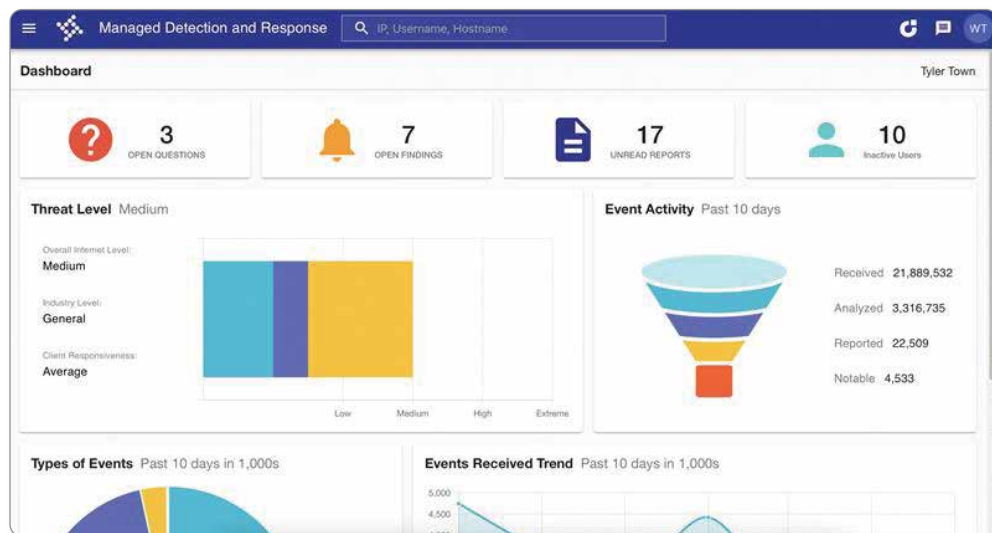 Managed Detection and Response
IP, Username, Hostname
WT
Dashboard
Tyler Town
?
3
OPEN QUESTIONS
7
OPEN FINDINGS
17
UNREAD REPORTS
10
Inactive Users
Threat Level Medium
Overall Internet Level:
Medium
Industry Level:
General
Client Responsiveness:
Average
Low Medium High Extreme
Event Activity Past 10 days
Received 21,889,532
Analyzed 3,316,735
Reported 22,509
Notable 4,533
Types of Events Past 10 days in 1,000s
Events Received Trend Past 10 days in 1,000s
5,000
4,500